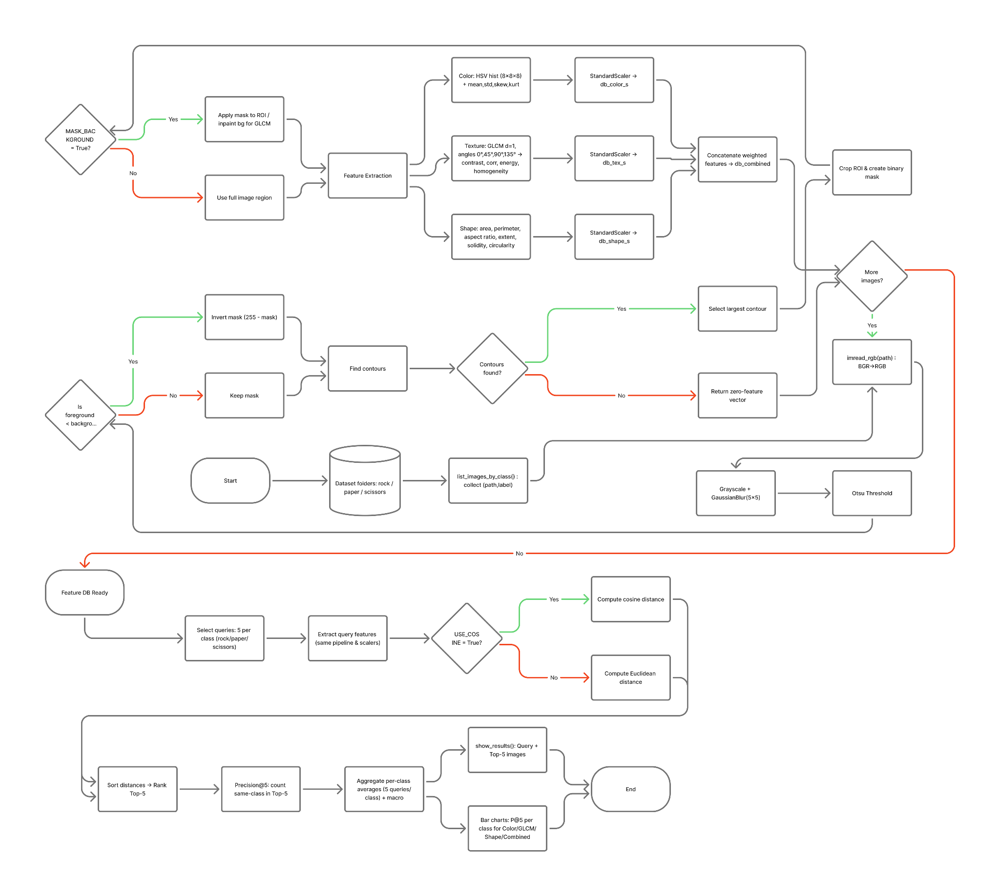 Color: HSV hist (8×8×8)
+ mean,std,skew,kurt
StandardScaler →
db_color_s
MASK_BAC
KGROUND
= True?
Yes
No
Apply mask to ROI /
inpaint bg for GLCM
Use full image region
Feature Extraction
Texture: GLCM d=1,
angles 0°,45°,90°,135° →
contrast, corr, energy,
homogeneity
StandardScaler →
db_tex_s
Concatenate weighted
features → db_combined
Crop ROI & create binary
mask
Shape: area, perimeter,
aspect ratio, extent,
solidity, circularity
StandardScaler →
db_shape_s
More
images?
Yes
Invert mask (255 - mask)
Yes
Is
foreground
< backgro...
No
Keep mask
Find contours
Contours
found?
Yes
Select largest contour
No
Return zero-feature
vector
imread_rgb(path) :
BGR→RGB
Start
Dataset folders: rock /
paper / scissors
list_images_by_class() :
collect (path,label)
Grayscale +
GaussianBlur(5×5)
Otsu Threshold
No
Feature DB Ready
Select queries: 5 per
class (rock/paper/
scissors)
Extract query features
(same pipeline & scalers)
USE_COS
INE = True?
Yes
Compute cosine distance
No
Compute Euclidean
distance
Sort distances → Rank
Top-5
Precision@5: count
same-class in Top-5
Aggregate per-class
averages (5 queries/
class) + macro
show_results(): Query +
Top-5 images
Bar charts: P@5 per
class for Color/GLCM/
Shape/Combined
End